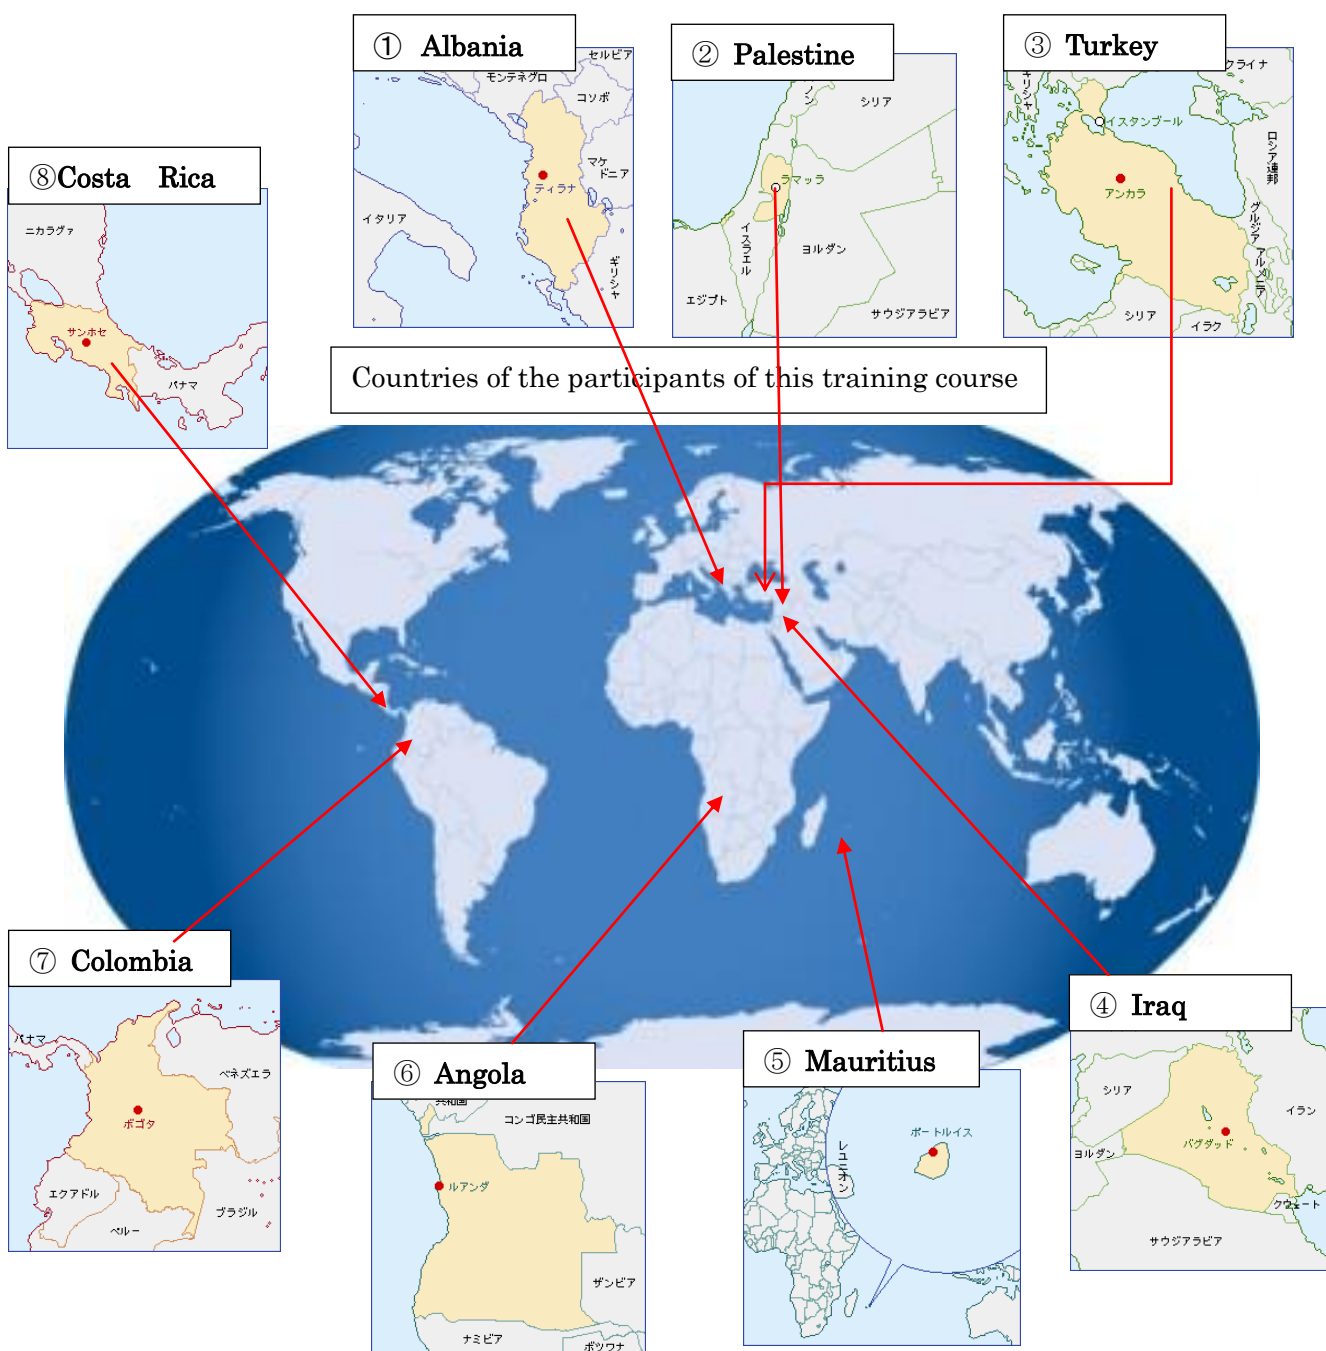 ① Albania
セルビア
モンテネグロ
コソボ
マケドニア
ティラナ
イタリア
ギリシャ
② Palestine
ノン
シリア
ラマッラ
イスラエル
ヨルダン
エジプト
サウジアラビア
③ Turkey
クライナ
ギリシャ
イスタンブール
ロシア連邦
アンカラ
グルジア
アルメニア
シリア
イラク
⑧Costa Rica
ニカラグァ
サンホセ
パナマ
Countries of the participants of this training course
⑦ Colombia
パナマ
ベネズエラ
ボゴタ
エクアドル
ペルー
ブラジル
⑥ Angola
共和国
コンゴ民主共和国
ルアンダ
ザンビア
ナミビア
ボツワナ
⑤ Mauritius
レユニオン
ポートルイス
④ Iraq
シリア
イラン
ヨルダン
バグダッド
クウェート
サウジアラビア